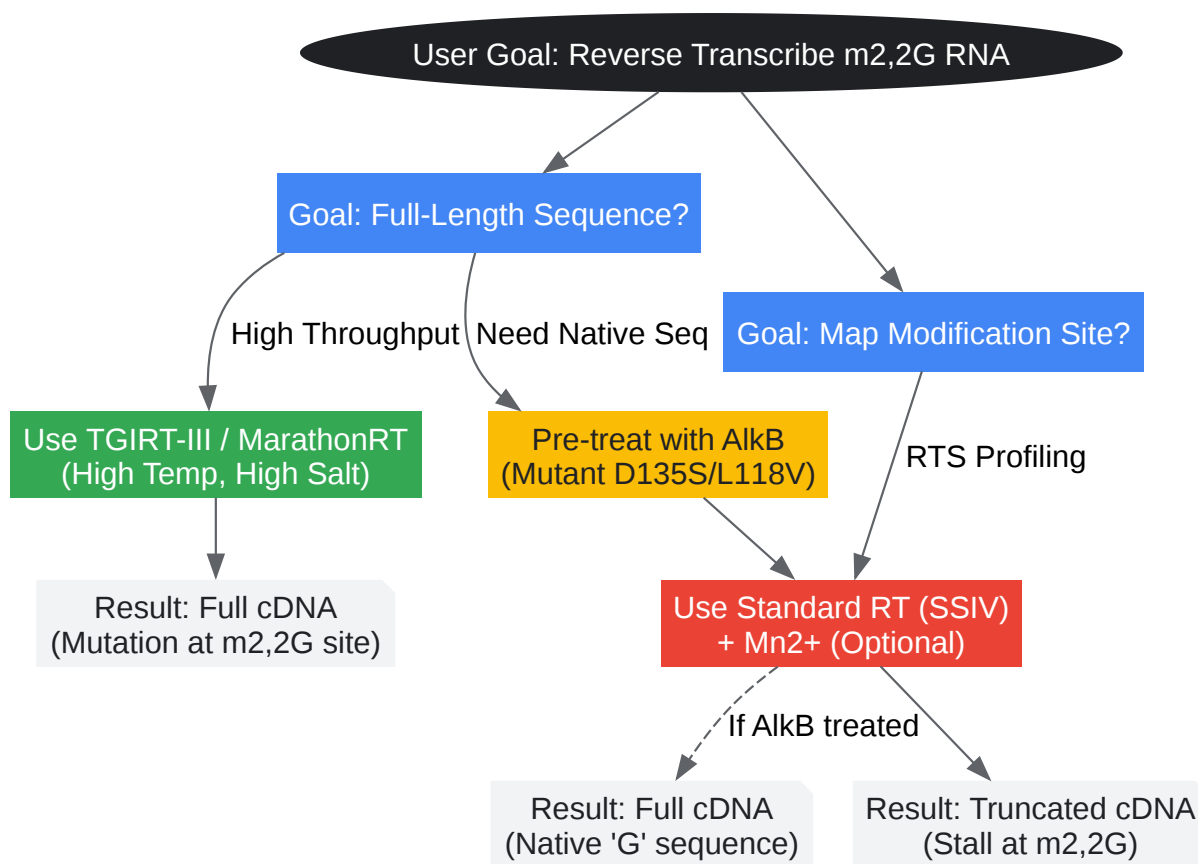 User Goal: Reverse Transcribe m2,2G RNA
Goal: Full-Length Sequence?
Goal: Map Modification Site?
High Throughput
Need Native Seq
RTS Profiling
Use TGIRT-III / MarathonRT
(High Temp, High Salt)
Pre-treat with AlkB
(Mutant D135S/L118V)
Result: Full cDNA
(Mutation at m2,2G site)
Use Standard RT (SSIV)
+ Mn2+ (Optional)
If AlkB treated
Result: Full cDNA
(Native 'G' sequence)
Result: Truncated cDNA
(Stall at m2,2G)